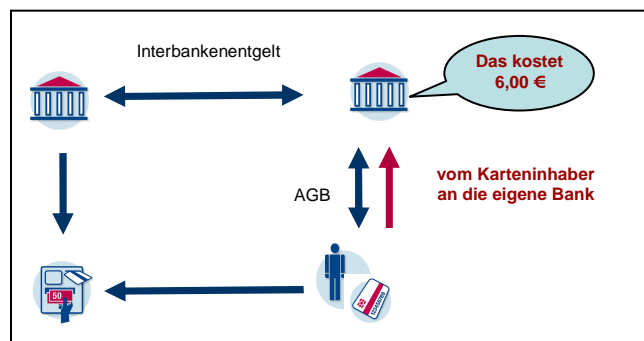 Interbankenentgelt
Das kostet
6,00 €
AGB
vom Karteninhaber
an die eigene Bank
50